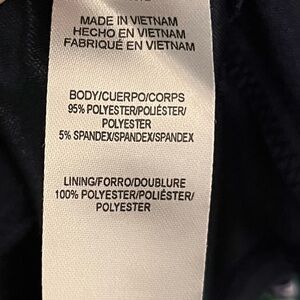 MADE IN VIETNAM
HECHO EN VIETNAM
FABRIQUÉ EN VIETNAM
BODY/CUERPO/CORPS
95% POLYESTER/POLIÉSTER/
POLYESTER
5% SPANDEX/SPANDEX/SPANDEX
LINING/FORRO/DOUBLURE
100% POLYESTER/POLIÉSTER/
POLYESTER